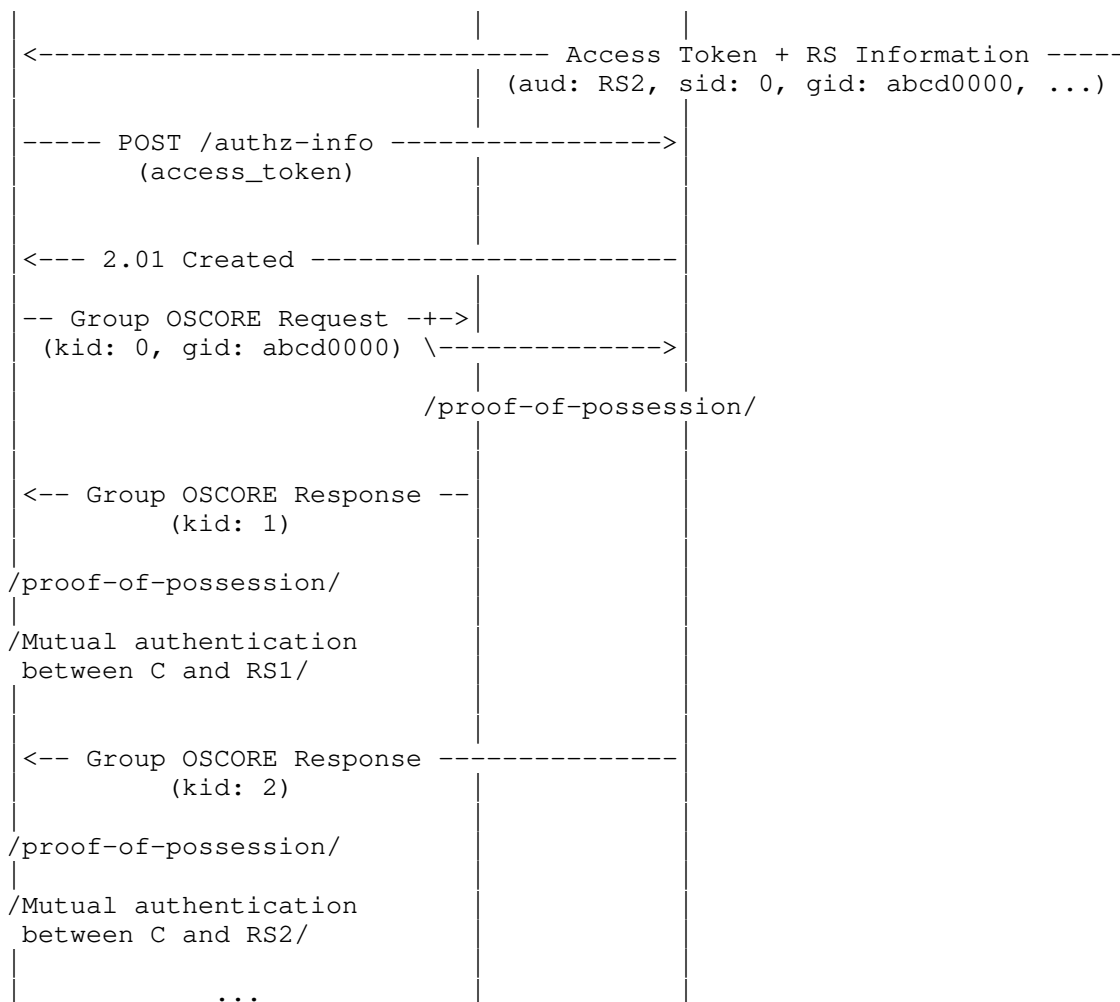 <-------------------------------- Access Token + RS Information -----
(aud: RS2, sid: 0, gid: abcd0000, ...)
----- POST /authz-info ----------------->
(access_token)
<--- 2.01 Created -----------------------
-- Group OSCORE Request -+->
(kid: 0, gid: abcd0000) \-------------->
/proof-of-possession/
<-- Group OSCORE Response --
(kid: 1)
/proof-of-possession/
/Mutual authentication
between C and RS1/
<-- Group OSCORE Response ---------------
(kid: 2)
/proof-of-possession/
/Mutual authentication
between C and RS2/
...